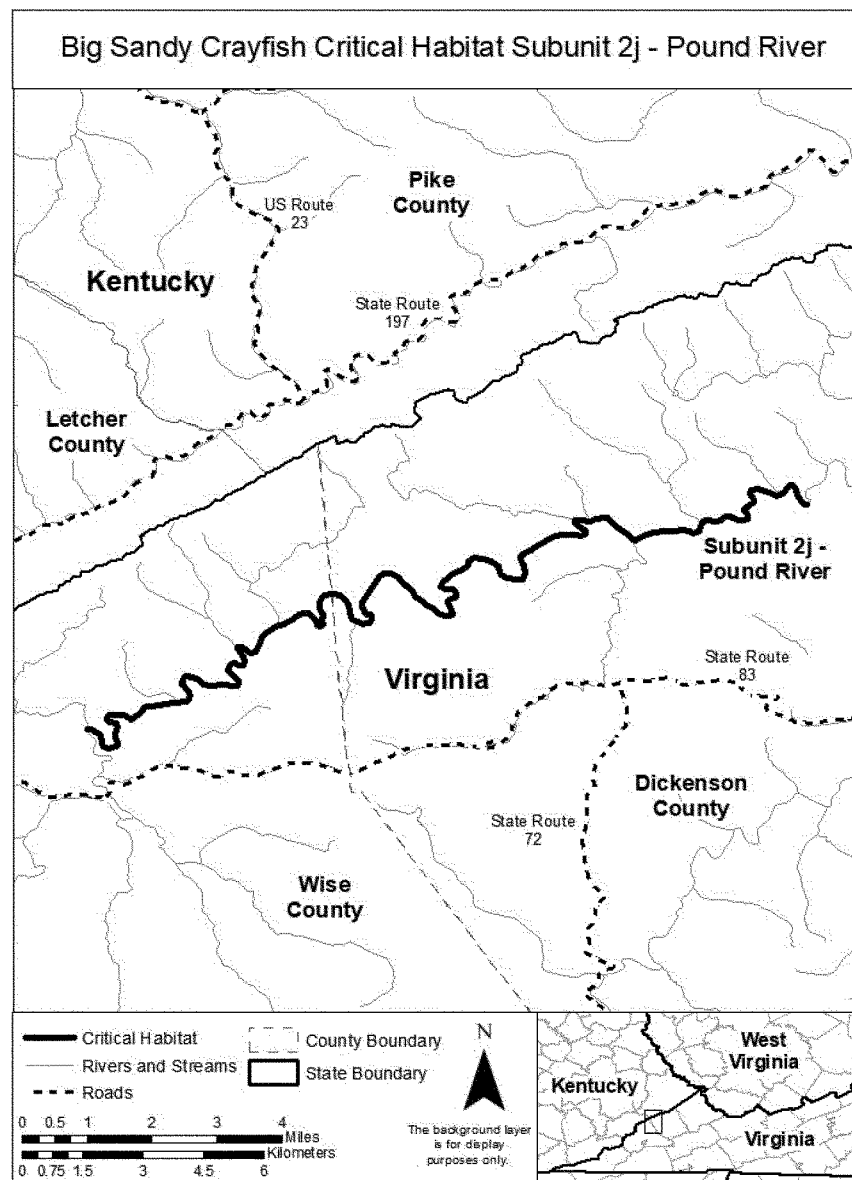 Big Sandy Crayfish Critical Habitat Subunit 2j - Pound River
Pike
County
US Route
23
Kentucky
State Route
197
Letcher
County
Subunit 2j -
Pound River
Virginia
State Route
83
Dickenson
County
State Route
72
Wise
County
Critical Habitat
Rivers and Streams
Roads
County Boundary
State Boundary
N
The background layer
is for display
purposes only.
0 0.5 1 2 3 4
Miles
Kilometers
0 0.75 1.5 3 4.5 6
West
Virginia
Kentucky
Virginia